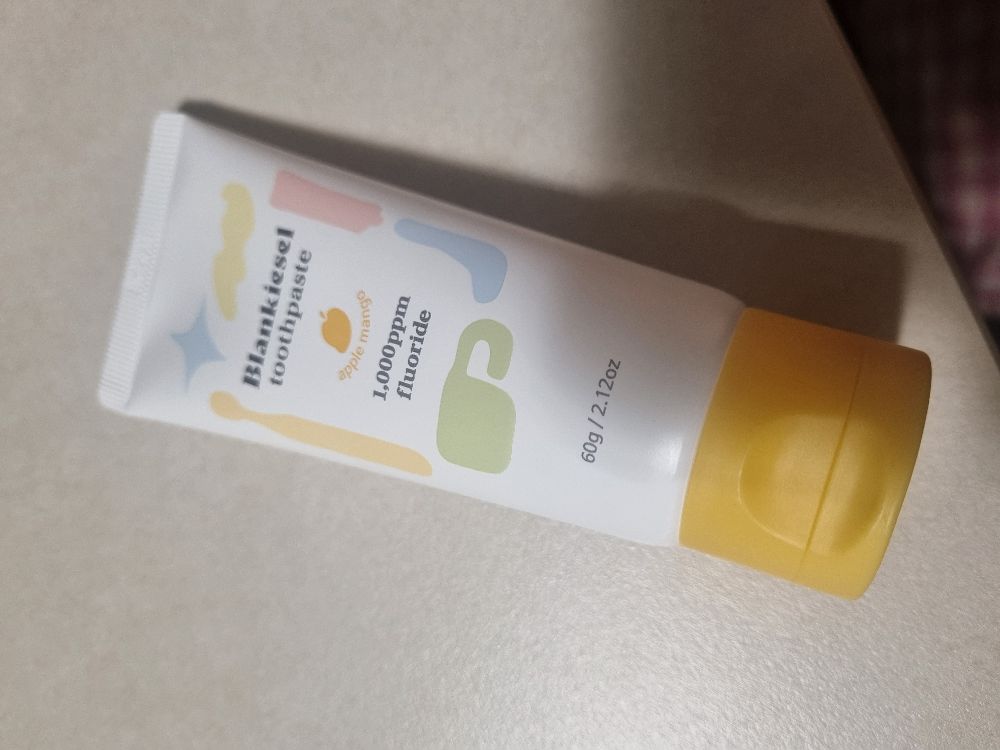 Blankiesel
toothpaste
apple mango
1,000ppm
fluoride
60g / 2.12oz